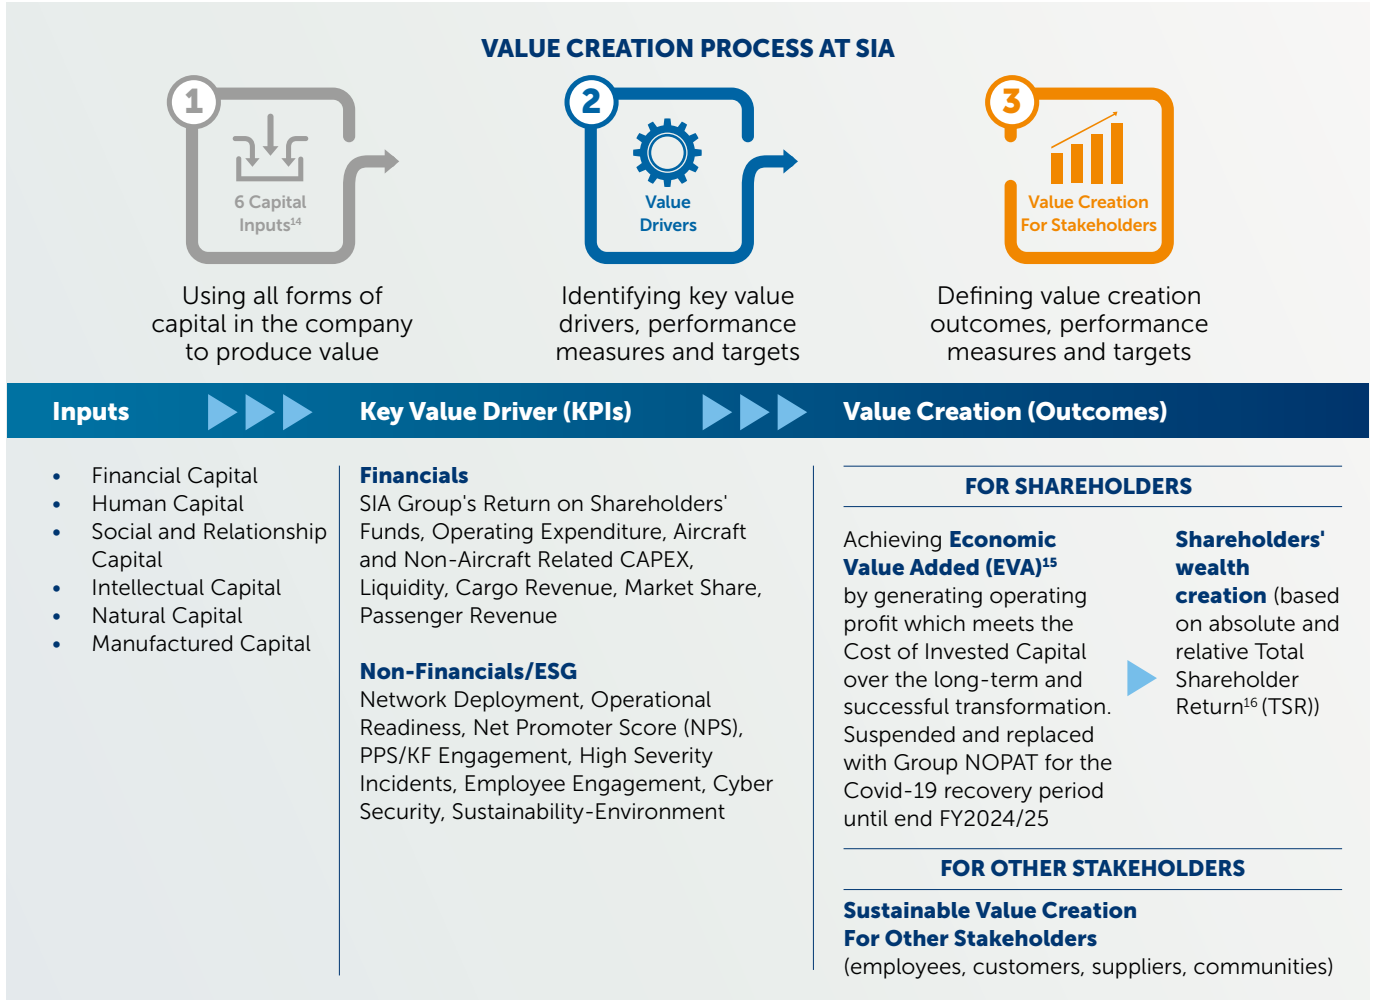 VALUE CREATION PROCESS AT SIA
1
6 Capital
Inputs14
Using all forms of
capital in the company
to produce value
2
Value
Drivers
Identifying key value
drivers, performance
measures and targets
3
Value Creation
For Stakeholders
Defining value creation
outcomes, performance
measures and targets
Inputs
Key Value Driver (KPIs)
Value Creation (Outcomes)
• Financial Capital
• Human Capital
• Social and Relationship
Capital
• Intellectual Capital
• Natural Capital
• Manufactured Capital
Financials
SIA Group's Return on Shareholders'
Funds, Operating Expenditure, Aircraft
and Non-Aircraft Related CAPEX,
Liquidity, Cargo Revenue, Market Share,
Passenger Revenue
Non-Financials/ESG
Network Deployment, Operational
Readiness, Net Promoter Score (NPS),
PPS/KF Engagement, High Severity
Incidents, Employee Engagement, Cyber
Security, Sustainability-Environment
FOR SHAREHOLDERS
Achieving Economic
Value Added (EVA)15
by generating operating
profit which meets the
Cost of Invested Capital
over the long-term and
successful transformation.
Suspended and replaced
with Group NOPAT for the
Covid-19 recovery period
until end FY2024/25
Shareholders'
wealth
creation (based
on absolute and
relative Total
Shareholder
Return16 (TSR))
FOR OTHER STAKEHOLDERS
Sustainable Value Creation
For Other Stakeholders
(employees, customers, suppliers, communities)